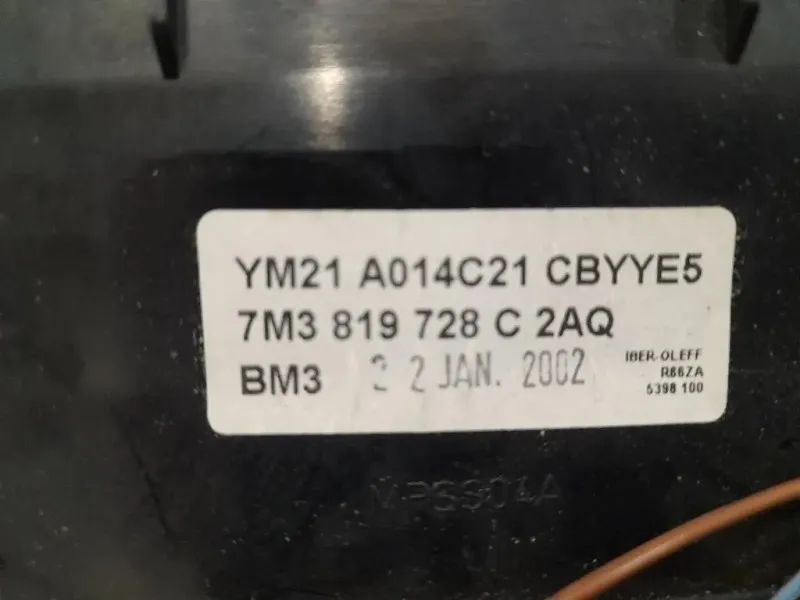 YM21 A014C21 CBYYE5
7M3 819 728 C 2AQ
BM3 2 2 JAN. 2002
IBER-OLEFF
R86ZA
5398 100